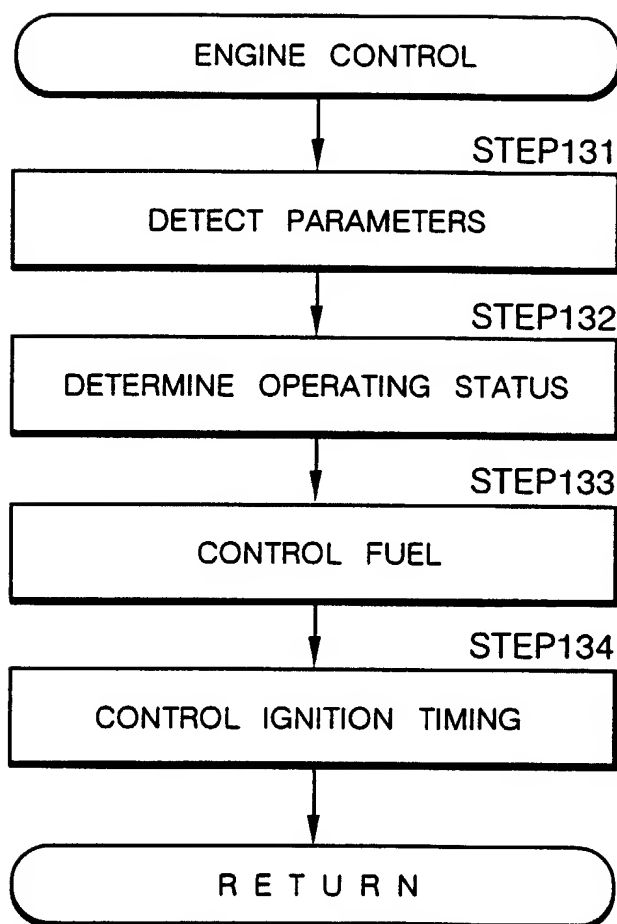 ENGINE CONTROL
STEP131
DETECT PARAMETERS
STEP132
DETERMINE OPERATING STATUS
STEP133
CONTROL FUEL
STEP134
CONTROL IGNITION TIMING
RETURN